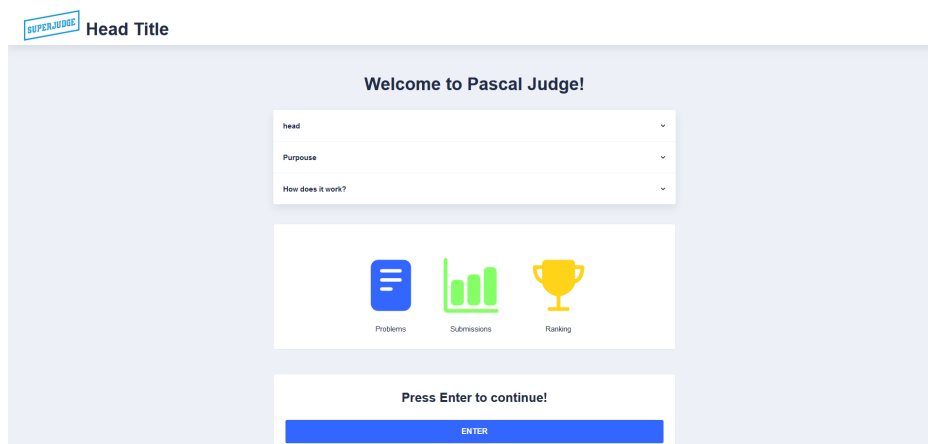 SUPERJUDGE
Head Title
Welcome to Pascal Judge!
head
Purpouse
How does it work?
Problems
Submissions
Ranking
Press Enter to continue!
ENTER